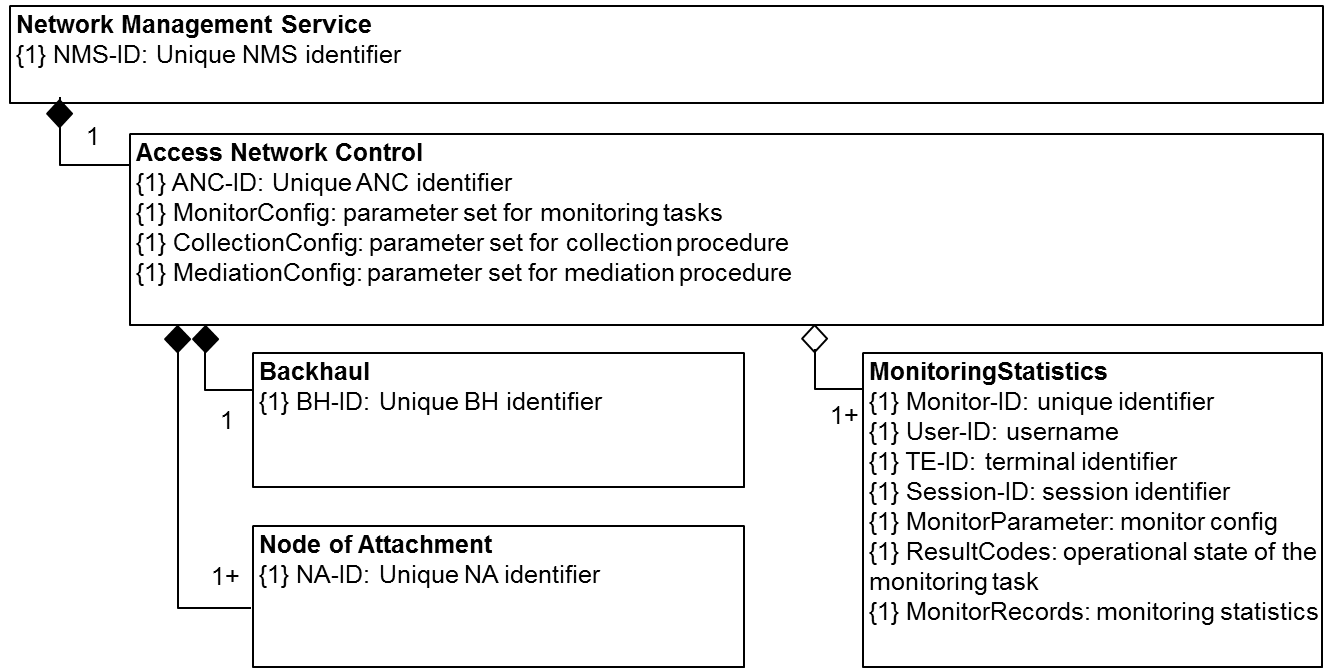 Network Management Service
{1} NMS-ID: Unique NMS identifier
1
Access Network Control
{1} ANC-ID: Unique ANC identifier
{1} MonitorConfig: parameter set for monitoring tasks
{1} CollectionConfig: parameter set for collection procedure
{1} MediationConfig: parameter set for mediation procedure
Backhaul
{1} BH-ID: Unique BH identifier
1
Node of Attachment
{1} NA-ID: Unique NA identifier
1+
MonitoringStatistics
{1} Monitor-ID: unique identifier
1+
{1} User-ID: username
{1} TE-ID: terminal identifier
{1} Session-ID: session identifier
{1} MonitorParameter: monitor config
{1} ResultCodes: operational state of the
monitoring task
{1} MonitorRecords: monitoring statistics